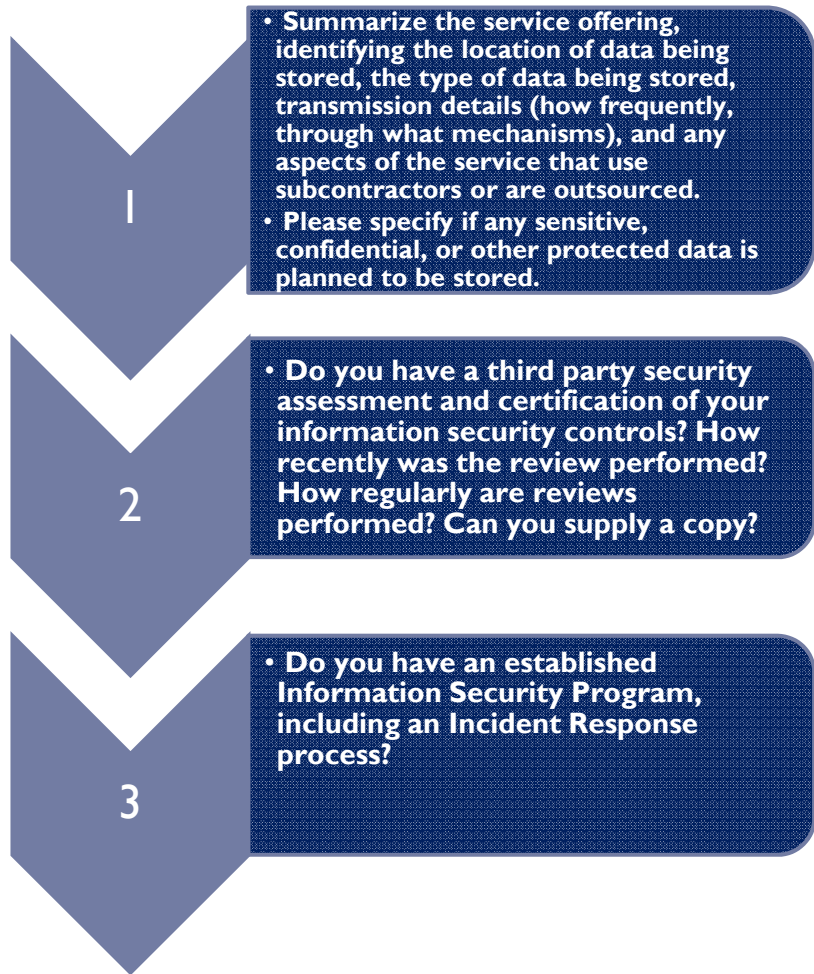 1
• Summarize the service offering,
identifying the location of data being
stored, the type of data being stored,
transmission details (how frequently,
through what mechanisms), and any
aspects of the service that use
subcontractors or are outsourced.
• Please specify if any sensitive,
confidential, or other protected data is
planned to be stored.
2
• Do you have a third party security
assessment and certification of your
information security controls? How
recently was the review performed?
How regularly are reviews
performed? Can you supply a copy?
3
• Do you have an established
Information Security Program,
including an Incident Response
process?